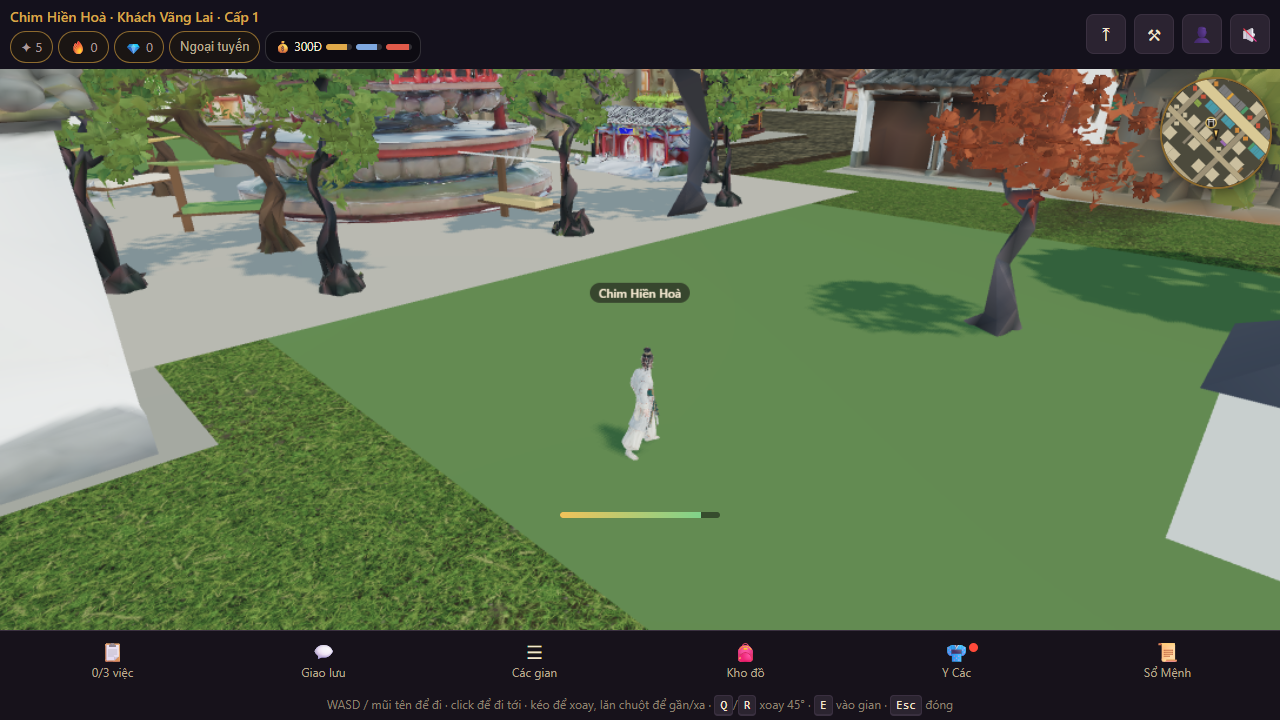 Chim Hiền Hoà · Khách Vãng Lai · Cấp 1
5
0
0
Ngoại tuyến
300Đ
Chim Hiền Hoà
0/3 việc
Giao lưu
Các gian
Kho đồ
Y Các
Sổ Mệnh
WASD / mũi tên để đi · click để đi tới · kéo để xoay, lăn chuột để gần/xa · Q / R xoay 45° · E vào gian · Esc đóng